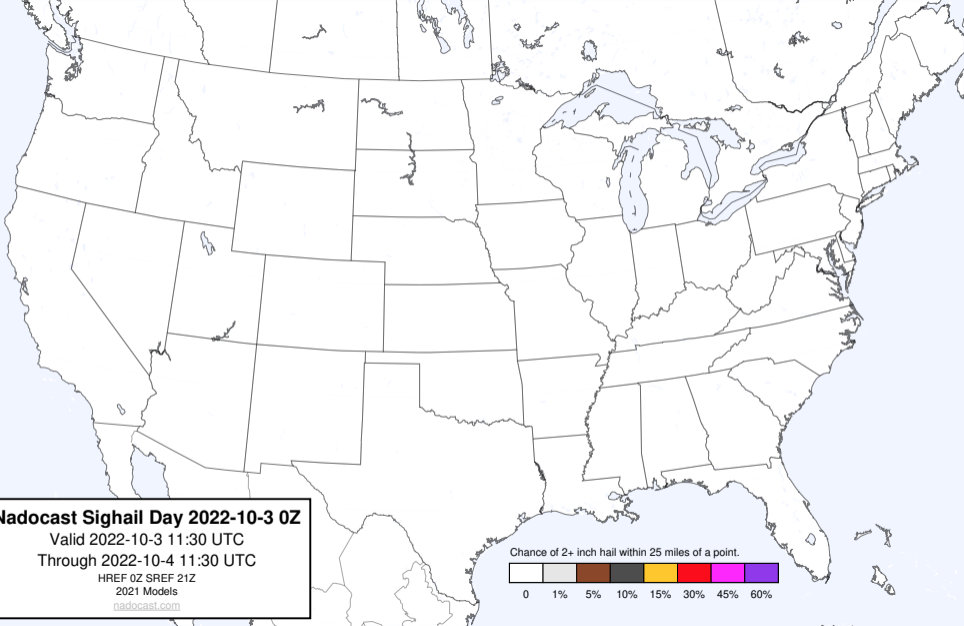 Nadocast Sighail Day 2022-10-3 0Z
Valid 2022-10-3 11:30 UTC
Through 2022-10-4 11:30 UTC
HREF 0Z SREF 21Z
2021 Models
nadocast.com
Chance of 2+ inch hail within 25 miles of a point.
0 1% 5% 10% 15% 30% 45% 60%